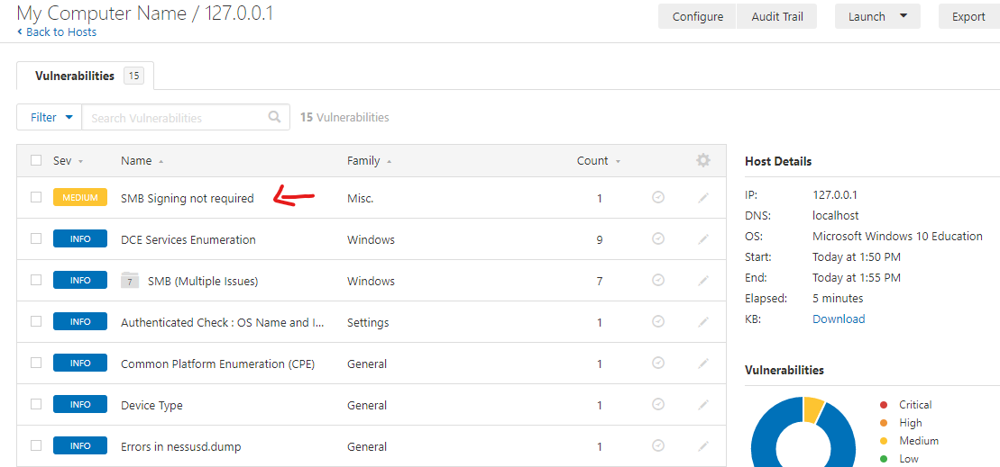 My Computer Name / 127.0.0.1
Back to Hosts
Configure Audit Trail Launch Export
Vulnerabilities 15
Filter Search Vulnerabilities 15 Vulnerabilities
Sev Name Family Count
MEDIUM SMB Signing not required Misc. 1
INFO DCE Services Enumeration Windows 9
INFO 7 SMB (Multiple Issues) Windows 7
INFO Authenticated Check : OS Name and I... Settings 1
INFO Common Platform Enumeration (CPE) General 1
INFO Device Type General 1
INFO Errors in nessusd.dump General 1
Host Details
IP: 127.0.0.1
DNS: localhost
OS: Microsoft Windows 10 Education
Start: Today at 1:50 PM
End: Today at 1:55 PM
Elapsed: 5 minutes
KB: Download
Vulnerabilities
Critical
High
Medium
Low